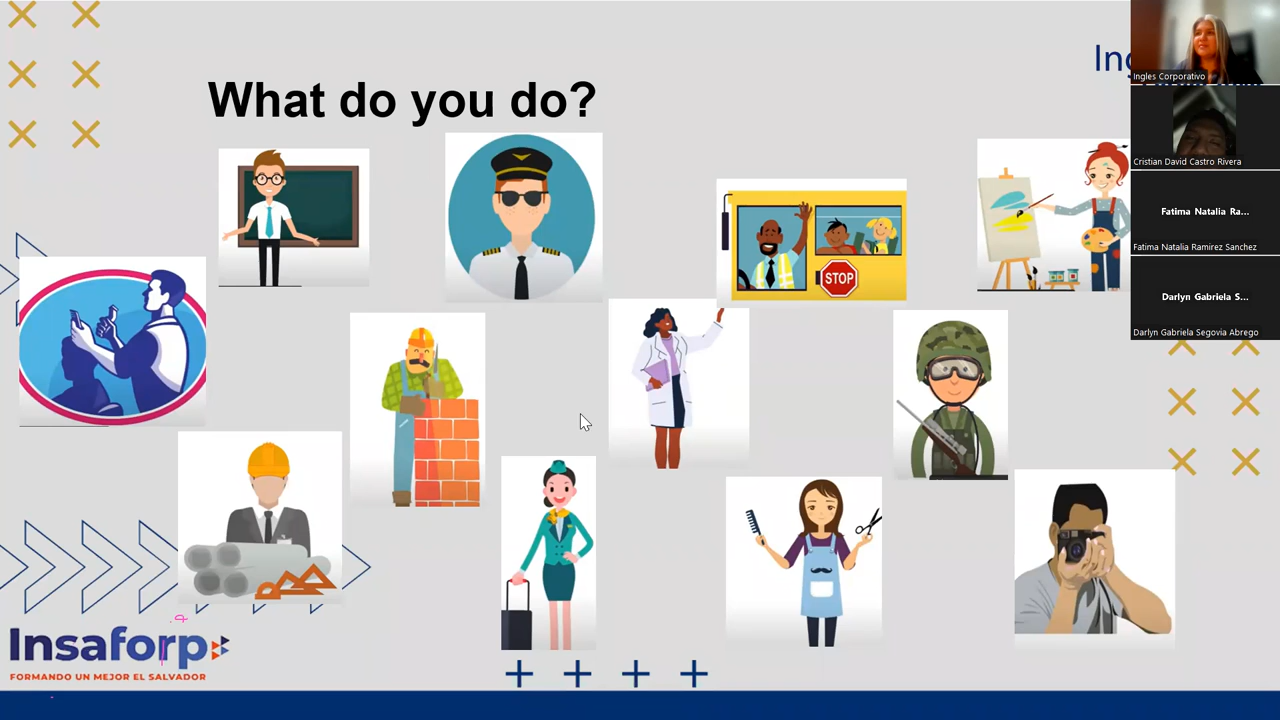 What do you do?
STOP
Insaforp
FORMANDO UN MEJOR EL SALVADOR
Ingles Corporativo
Cristian David Castro Rivera
Fatima Natalia Ra...
Fatima Natalia Ramirez Sanchez
Darlyn Gabriela S...
Darlyn Gabriela Segovia Abrego